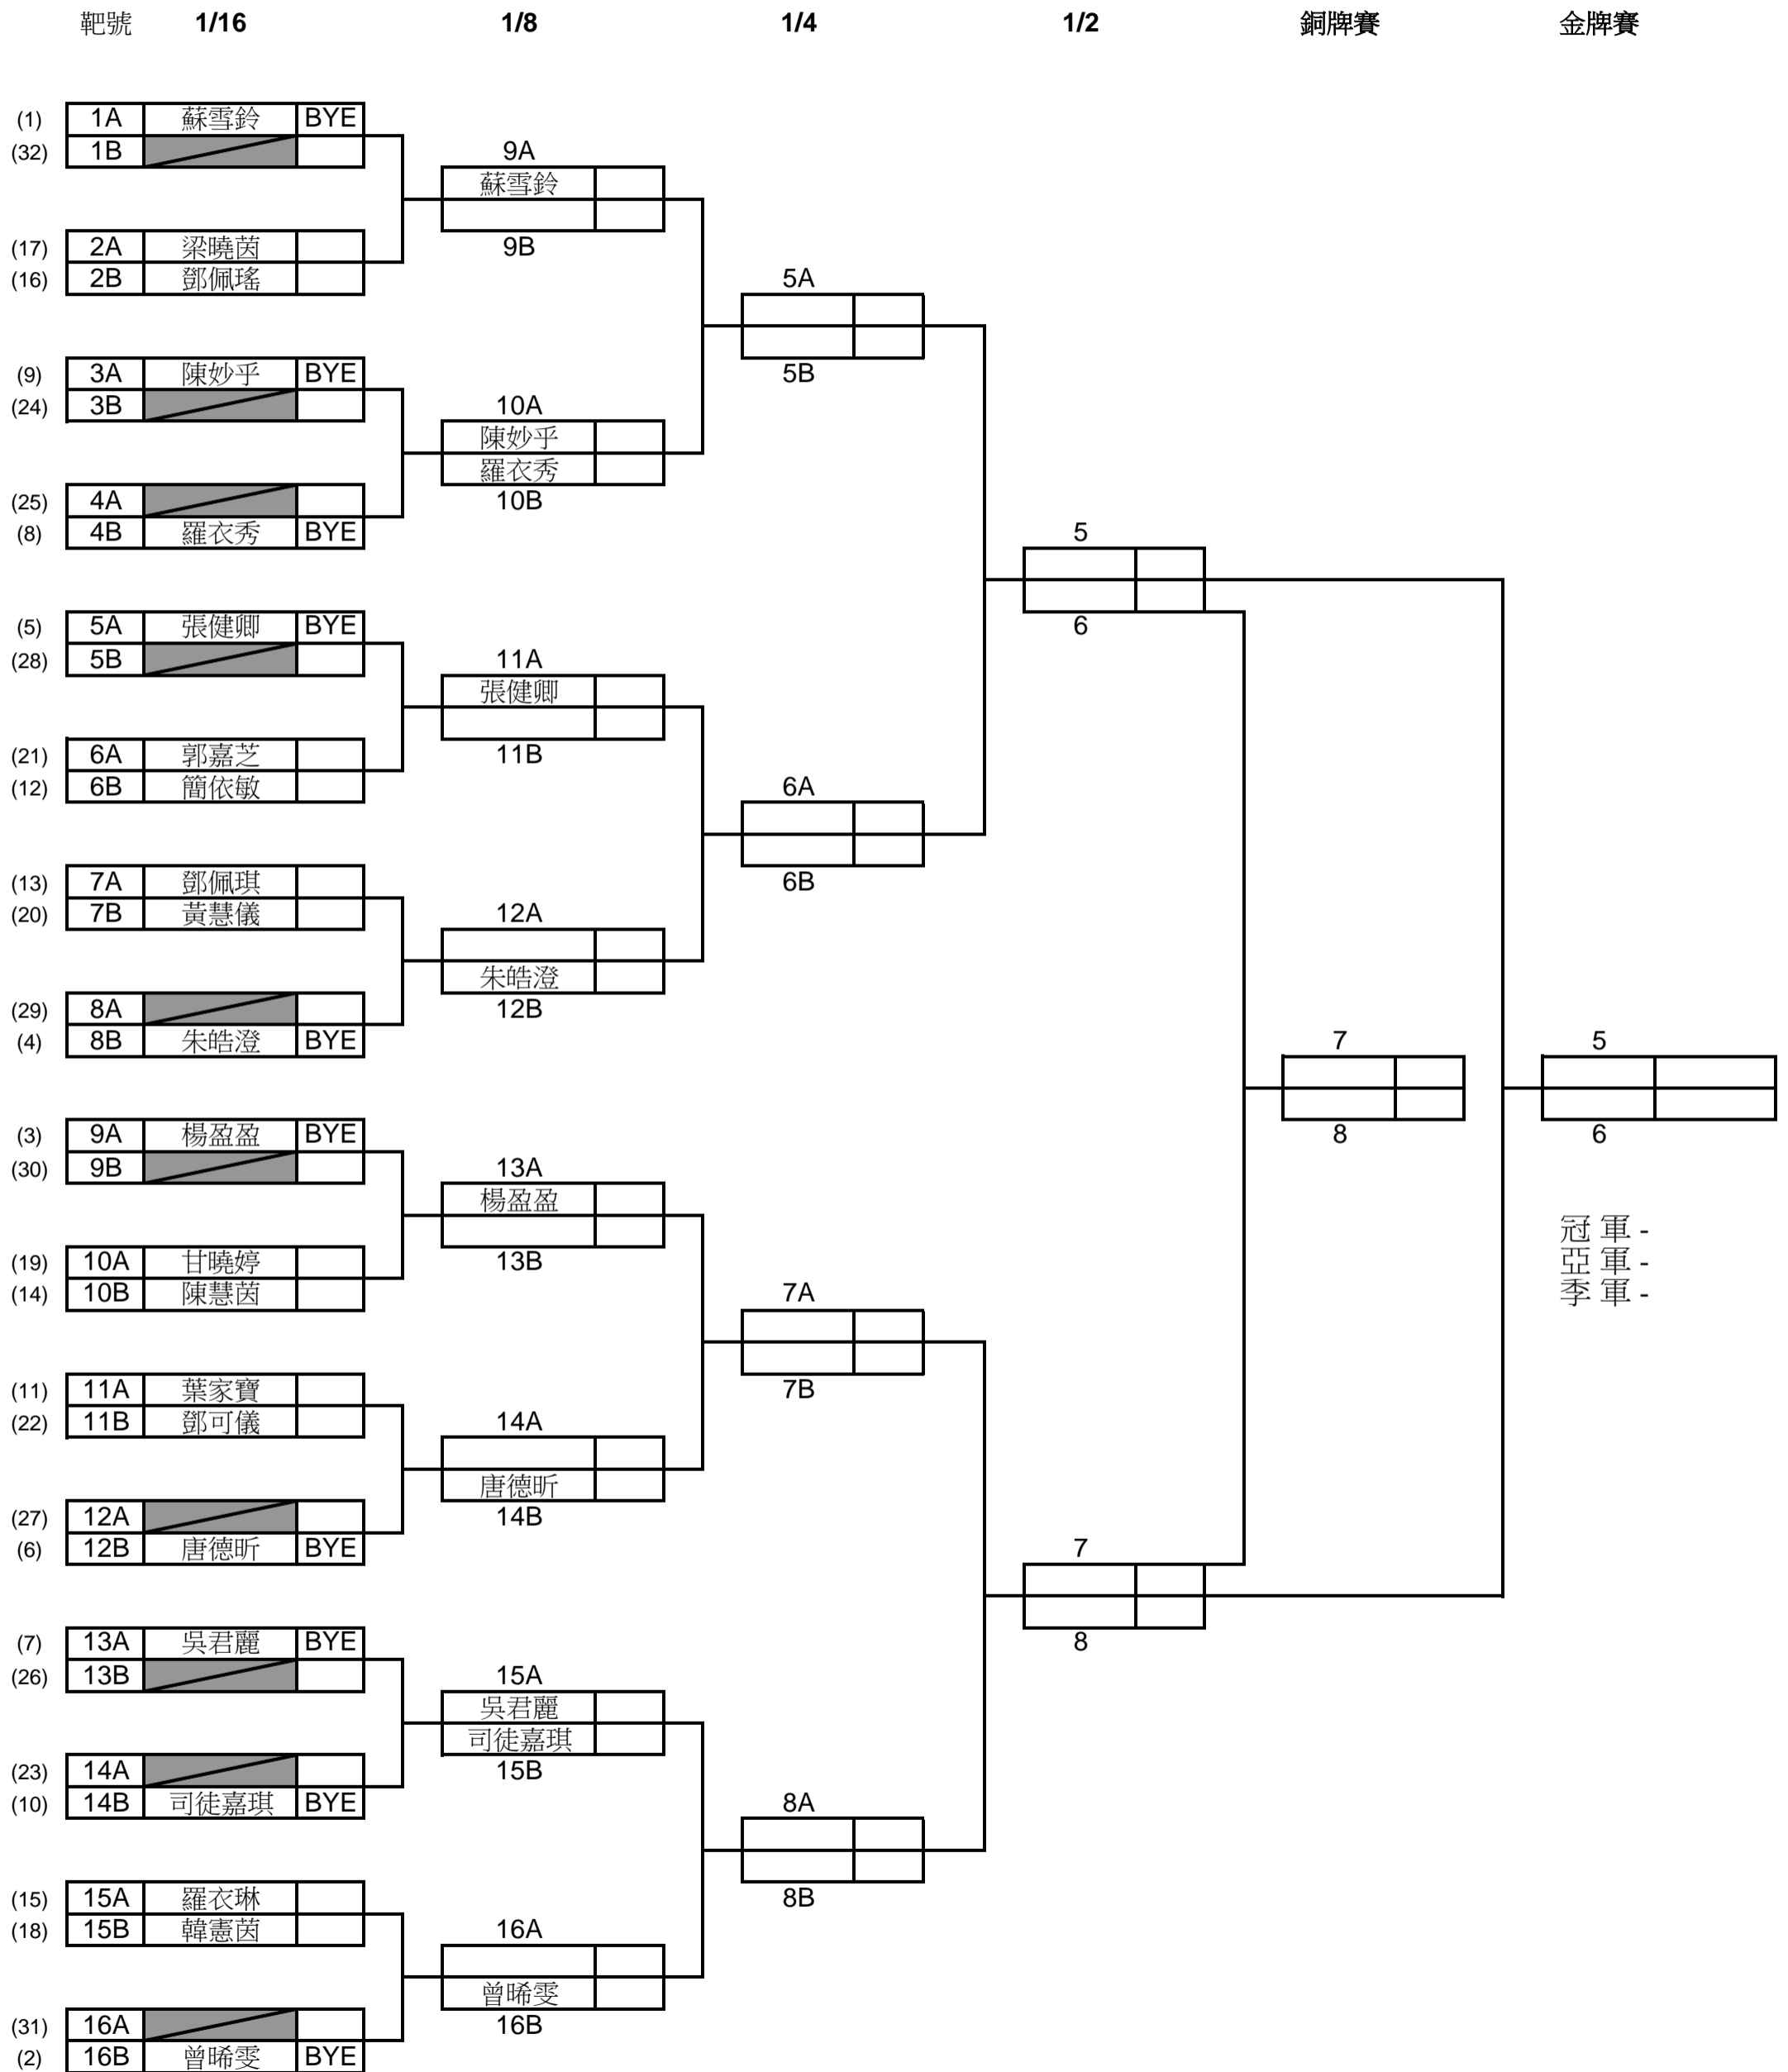 靶號 1/16 1/8 1/4 1/2 銅牌賽 金牌賽
(1) 1A 蘇雪鈴 BYE
(32) 1B 9A
蘇雪鈴
(17) 2A 梁曉茵 9B
(16) 2B 鄧佩瑤 5A
(9) 3A 陳妙乎 BYE 5B
(24) 3B 10A
陳妙乎
羅衣秀
(25) 4A 10B
(8) 4B 羅衣秀 BYE 5
(5) 5A 張健卿 BYE 6
(28) 5B 11A
張健卿
(21) 6A 郭嘉芝 11B
(12) 6B 簡依敏 6A
(13) 7A 鄧佩琪 6B
(20) 7B 黃慧儀 12A
朱皓澄
(29) 8A 12B
(4) 8B 朱皓澄 BYE 7 5
(3) 9A 楊盈盈 BYE 8 6
(30) 9B 13A
楊盈盈
冠 軍 -
(19) 10A 甘曉婷 13B 亞 軍 -
(14) 10B 陳慧茵 7A 季 軍 -
(11) 11A 葉家寶 7B
(22) 11B 鄧可儀 14A
唐德昕
(27) 12A 14B
(6) 12B 唐德昕 BYE 7
(7) 13A 吳君麗 BYE 8
(26) 13B 15A
吳君麗
司徒嘉琪
(23) 14A 15B
(10) 14B 司徒嘉琪 BYE 8A
(15) 15A 羅衣琳 8B
(18) 15B 韓憲茵 16A
曾晞雯
(31) 16A 16B
(2) 16B 曾晞雯 BYE